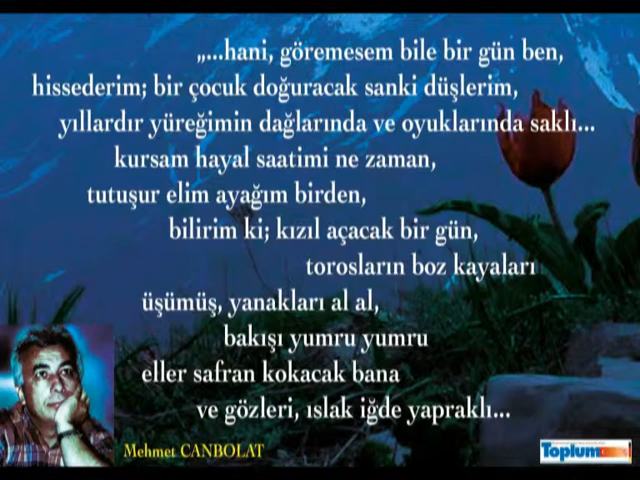 „...hani, göremesem bile bir gün ben,
hissederim; bir çocuk doğuracak sanki düşlerim,
yıllardır yüreğimin dağlarında ve oyuklarında saklı...
kursam hayal saatimi ne zaman,
tutuşur elim ayağım birden,
bilirim ki; kızıl açacak bir gün,
torosların boz kayaları
üşümüş, yanakları al al,
bakışı yumru yumru
eller safran kokacak bana
ve gözleri, ıslak iğde yapraklı...
Mehmet CANBOLAT
Toplum